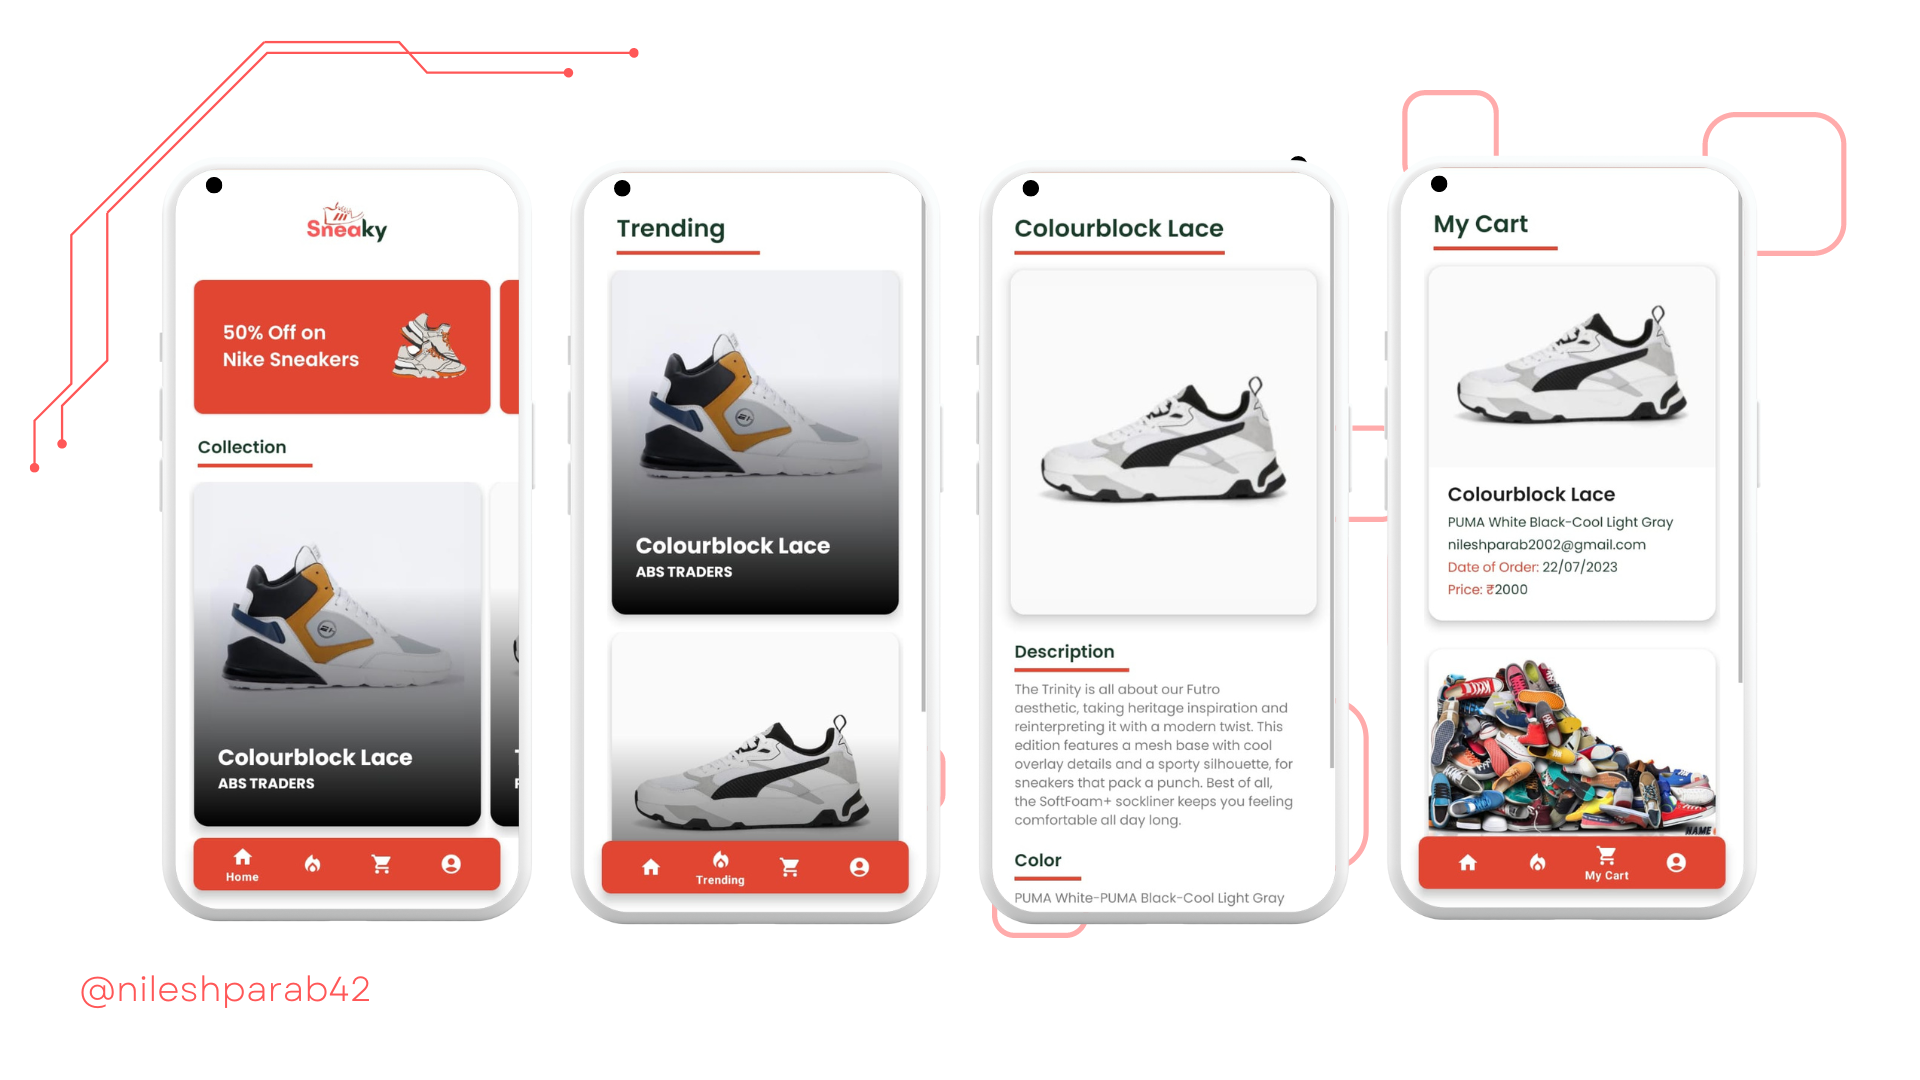 Sneaky
50% Off on
Nike Sneakers
Collection
Colourblock Lace
ABS TRADERS
Home
Trending
Colourblock Lace
ABS TRADERS
Trending
Colourblock Lace
Description
The Trinity is all about our Futro
aesthetic, taking heritage inspiration and
reinterpreting it with a modern twist. This
edition features a mesh base with cool
overlay details and a sporty silhouette, for
sneakers that pack a punch. Best of all,
the SoftFoam+ sockliner keeps you feeling
comfortable all day long.
Color
PUMA White-PUMA Black-Cool Light Gray
My Cart
Colourblock Lace
PUMA White Black-Cool Light Gray
nileshparab2002@gmail.com
Date of Order: 22/07/2023
Price: ₹2000
NAME
My Cart
@nileshparab42